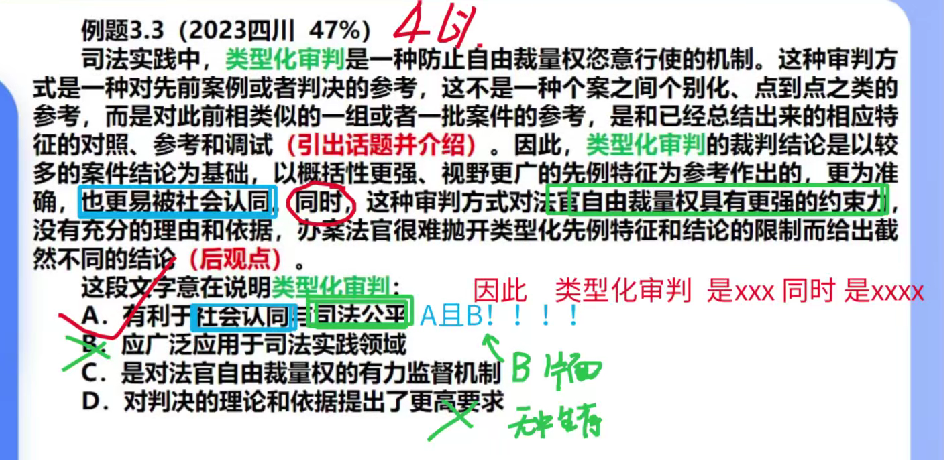 例题3.3（2023四川 47%）
司法实践中，类型化审判是一种防止自由裁量权恣意行使的机制。这种审判方
式是一种对先前案例或者判决的参考，这不是一种个案之间个别化、点到点之类的
参考，而是对此前相类似的一组或者一批案件的参考，是和已经总结出来的相应特
征的对照、参考和调试（引出话题并介绍）。因此，类型化审判的裁判结论是以较
多的案件结论为基础，以概括性更强、视野更广的先例特征为参考作出的，更为准
确，也更易被社会认同。同时，这种审判方式对法官自由裁量权具有更强的约束力，
没有充分的理由和依据，办案法官很难抛开类型化先例特征和结论的限制而给出截
然不同的结论（后观点）。
这段文字意在说明类型化审判：
因此 类型化审判 是xxx 同时 是xxxx
A. 有利于社会认同与司法公平
A且B！！！！
B. 应广泛应用于司法实践领域
C. 是对法官自由裁量权的有力监督机制
B 片面
D. 对判决的理论和依据提出了更高要求
无中生有